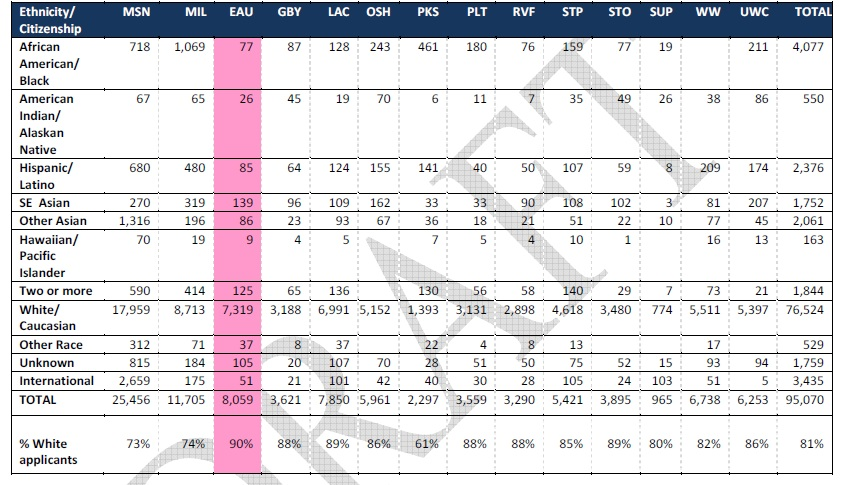 Ethnicity/ MSN MIL EAU GBY LAC OSH PKS PLT RVF STP STO SUP WW UWC TOTAL
Citizenship
African 718 1,069 77 87 128 243 461 180 76 159 77 19 211 4,077
American/
Black
American 67 65 26 45 19 70 6 11 7 35 49 26 38 86 550
Indian/
Alaskan
Native
Hispanic/ 680 480 85 64 124 155 141 40 50 107 59 8 209 174 2,376
Latino
SE Asian 270 319 139 96 109 162 33 33 90 108 102 3 81 207 1,752
Other Asian 1,316 196 86 23 93 67 36 18 21 51 22 10 77 45 2,061
Hawaiian/ 70 19 9 4 5 7 5 4 10 1 16 13 163
Pacific
Islander
Two or more 590 414 125 65 136 130 56 58 140 29 7 73 21 1,844
White/ 17,959 8,713 7,319 3,188 6,991 5,152 1,393 3,131 2,898 4,618 3,480 774 5,511 5,397 76,524
Caucasian
Other Race 312 71 37 8 37 22 4 8 13 17 529
Unknown 815 184 105 20 107 70 28 51 50 75 52 15 93 94 1,759
International 2,659 175 51 21 101 42 40 30 28 105 24 103 51 5 3,435
TOTAL 25,456 11,705 8,059 3,621 7,850 5,961 2,297 3,559 3,290 5,421 3,895 965 6,738 6,253 95,070
% White 73% 74% 90% 88% 89% 86% 61% 88% 88% 85% 89% 80% 82% 86% 81%
applicants
DRAFT